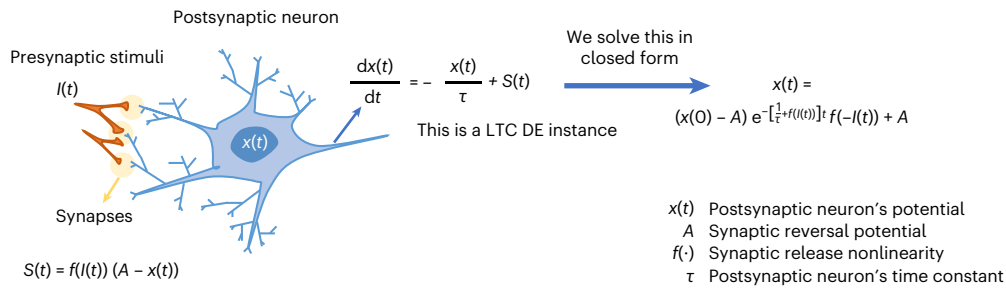 Postsynaptic neuron
Presynaptic stimuli
I(t)
x(t)
Synapses
S(t) = f(I(t)) (A – x(t))
dx(t)/dt = – x(t)/τ + S(t)
This is a LTC DE instance
We solve this in
closed form
x(t) =
(x(0) – A) e^–[1/τ+f(I(t))]t f(–I(t)) + A
x(t) Postsynaptic neuron's potential
A Synaptic reversal potential
f(·) Synaptic release nonlinearity
τ Postsynaptic neuron's time constant